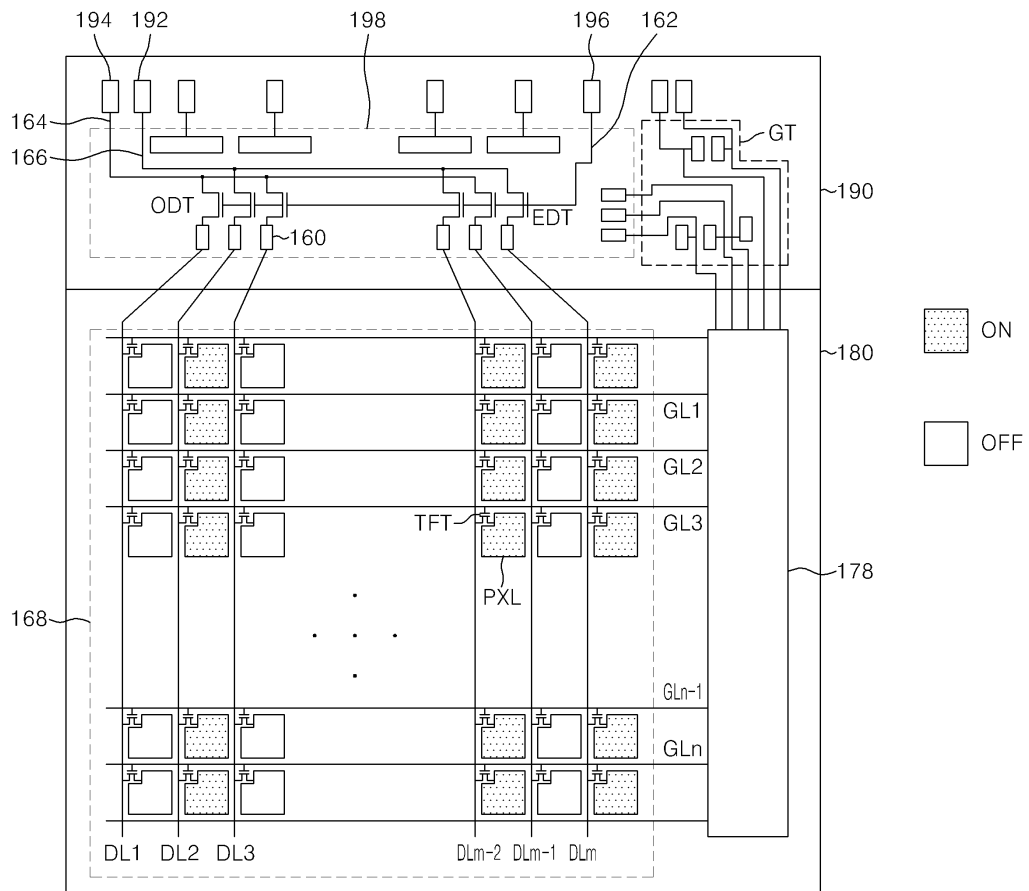 194
192
198
196
162
164
GT
166
190
ODT
EDT
160
ON
180
GL1
OFF
GL2
TFT
GL3
PXL
178
168
GLn-1
GLn
DL1
DL2
DL3
DLm-2
DLm-1
DLm